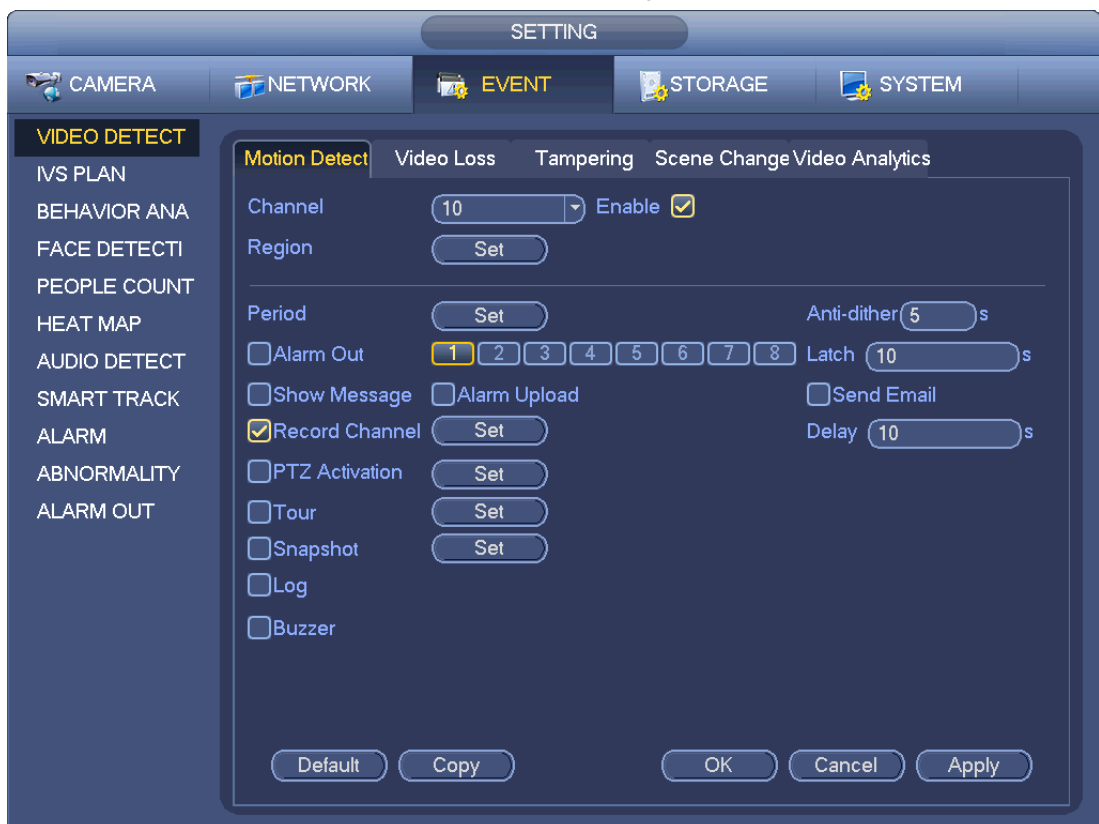 SETTING
CAMERA NETWORK EVENT STORAGE SYSTEM
VIDEO DETECT
IVS PLAN
BEHAVIOR ANA
FACE DETECTI
PEOPLE COUNT
HEAT MAP
AUDIO DETECT
SMART TRACK
ALARM
ABNORMALITY
ALARM OUT
Motion Detect Video Loss Tampering Scene Change Video Analytics
Channel 10 Enable
Region Set
Period Set Anti-dither 5 s
Alarm Out 1 2 3 4 5 6 7 8 Latch 10 s
Show Message Alarm Upload Send Email
Record Channel Set Delay 10 s
PTZ Activation Set
Tour Set
Snapshot Set
Log
Buzzer
Default Copy OK Cancel Apply